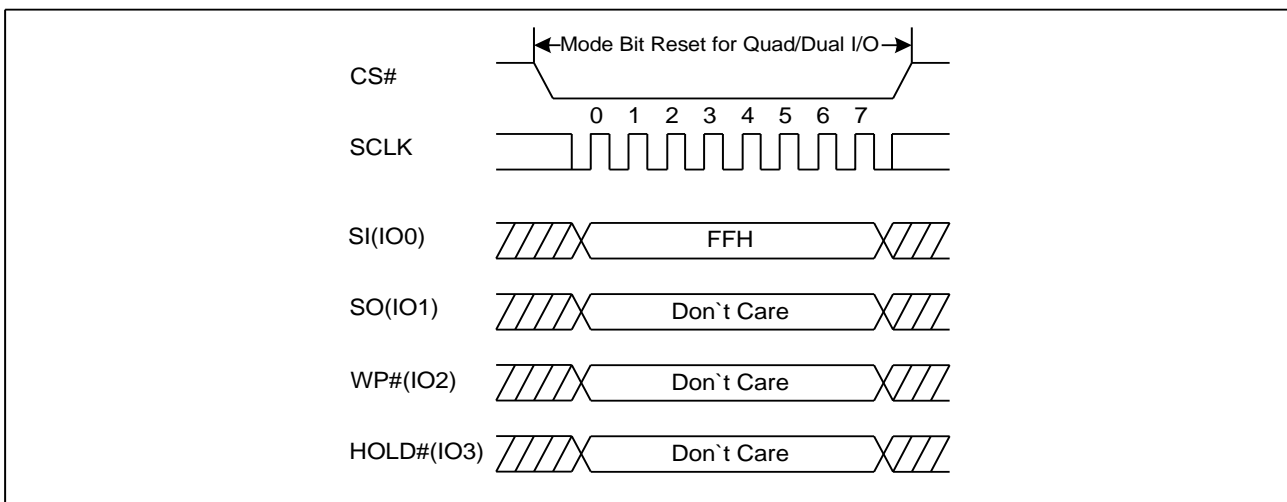 Mode Bit Reset for Quad/Dual I/O
CS#
0 1 2 3 4 5 6 7
SCLK
SI(IO0)
FFH
SO(IO1)
Don`t Care
WP#(IO2)
Don`t Care
HOLD#(IO3)
Don`t Care